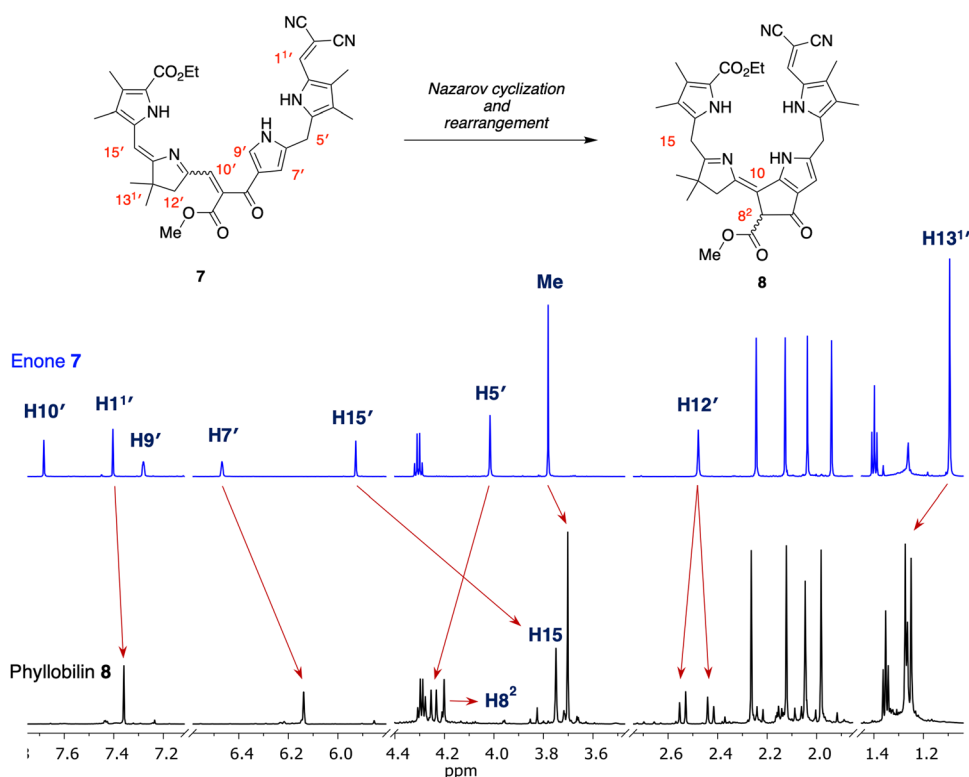 NC
CN
1¹′
CO₂Et
NH
HN
15′
N
H
N
9′
5′
10′
7′
13¹′
12′
O
O
O
Me
7
Nazarov cyclization
and
rearrangement
NC
CN
CO₂Et
NH
HN
15
N
HN
10
8²
O
O
O
Me
8
H13¹′
Me
Enone 7
H10′
H1¹′
H9′
H7′
H15′
H5′
H12′
H15
Phyllobilin 8
H8²
7.6 7.4 7.2 6.4 6.2 6.0 4.4 4.2 3.9 3.8 3.6 2.6 2.4 2.2 2.0 1.4 1.2
ppm